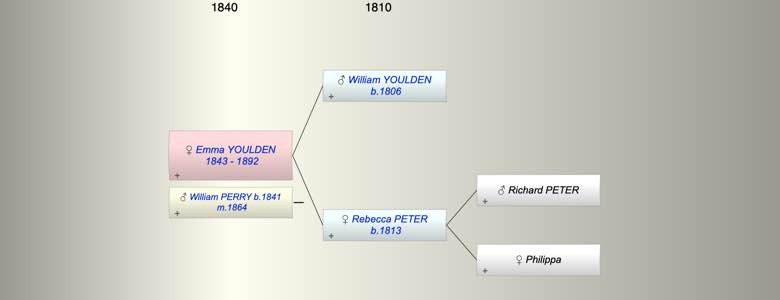 1840 1810
♂ William YOULDEN
b.1806
+
♀ Emma YOULDEN
1843 - 1892
+
♂ William PERRY b.1841
m.1864
+
♂ Richard PETER
+
♀ Rebecca PETER
b.1813
+
♀ Philippa
+